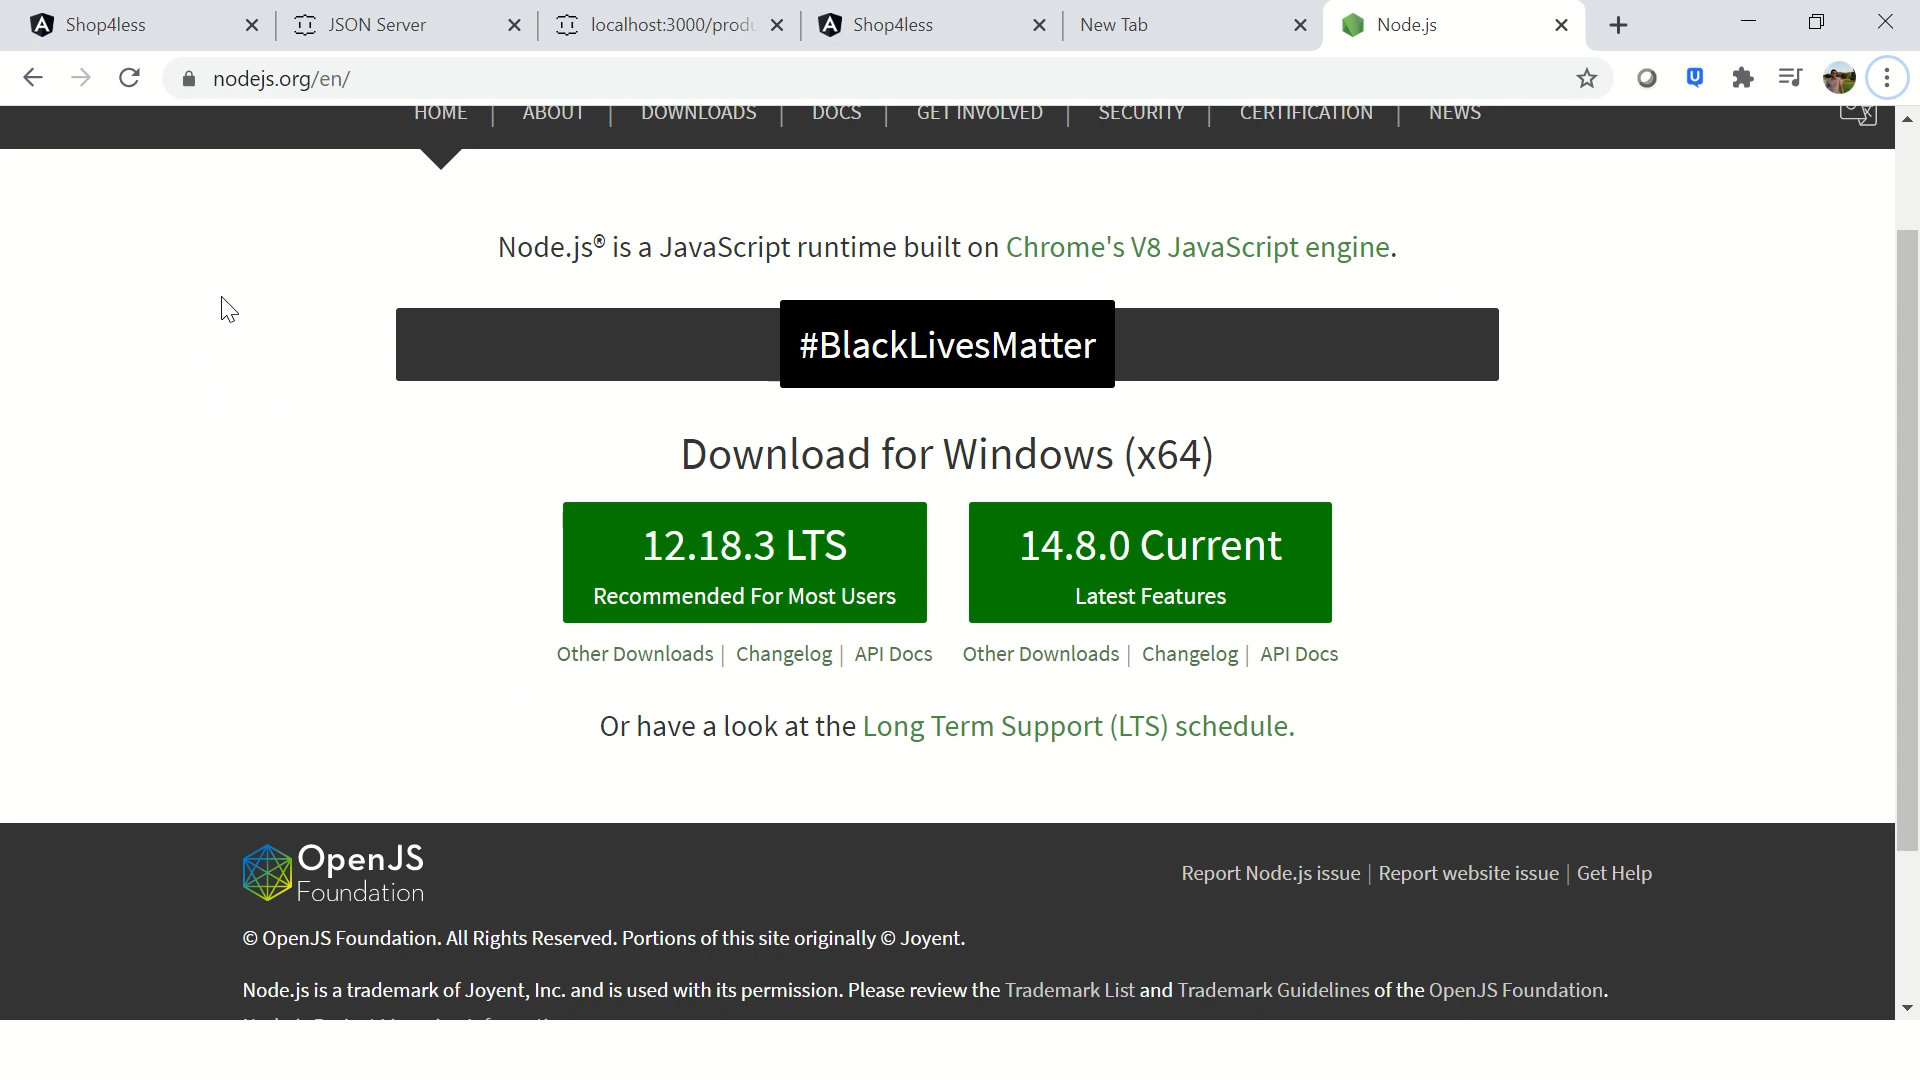 Shop4less
JSON Server
localhost:3000/produ
Shop4less
New Tab
Node.js
nodejs.org/en/
HOME | ABOUT | DOWNLOADS | DOCS | GET INVOLVED | SECURITY | CERTIFICATION | NEWS
Node.js® is a JavaScript runtime built on Chrome's V8 JavaScript engine.
#BlackLivesMatter
Download for Windows (x64)
12.18.3 LTS
Recommended For Most Users
14.8.0 Current
Latest Features
Other Downloads | Changelog | API Docs
Other Downloads | Changelog | API Docs
Or have a look at the Long Term Support (LTS) schedule.
OpenJS
Foundation
Report Node.js issue | Report website issue | Get Help
© OpenJS Foundation. All Rights Reserved. Portions of this site originally © Joyent.
Node.js is a trademark of Joyent, Inc. and is used with its permission. Please review the Trademark List and Trademark Guidelines of the OpenJS Foundation.